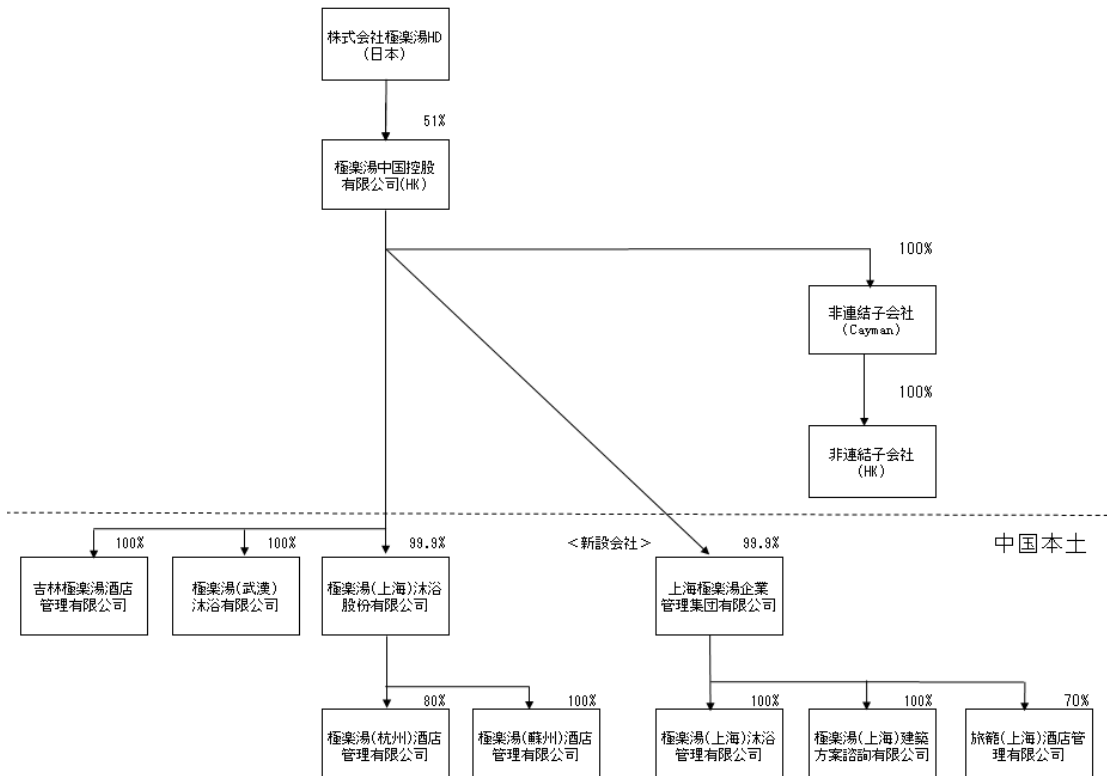 株式会社極楽湯HD
(日本)
51%
極楽湯中国控股
有限公司(HK)
100%
非連結子会社
(Cayman)
100%
非連結子会社
(HK)
中国本土
100%
100%
99.9%
＜新設会社＞
99.9%
吉林極楽湯酒店
管理有限公司
極楽湯(武漢)
沐浴有限公司
極楽湯(上海)沐浴
股份有限公司
上海極楽湯企業
管理集団有限公司
80%
100%
100%
100%
70%
極楽湯(杭州)酒店
管理有限公司
極楽湯(蘇州)酒店
管理有限公司
極楽湯(上海)沐浴
管理有限公司
極楽湯(上海)建築
方案諮詢有限公司
旅籠(上海)酒店管
理有限公司